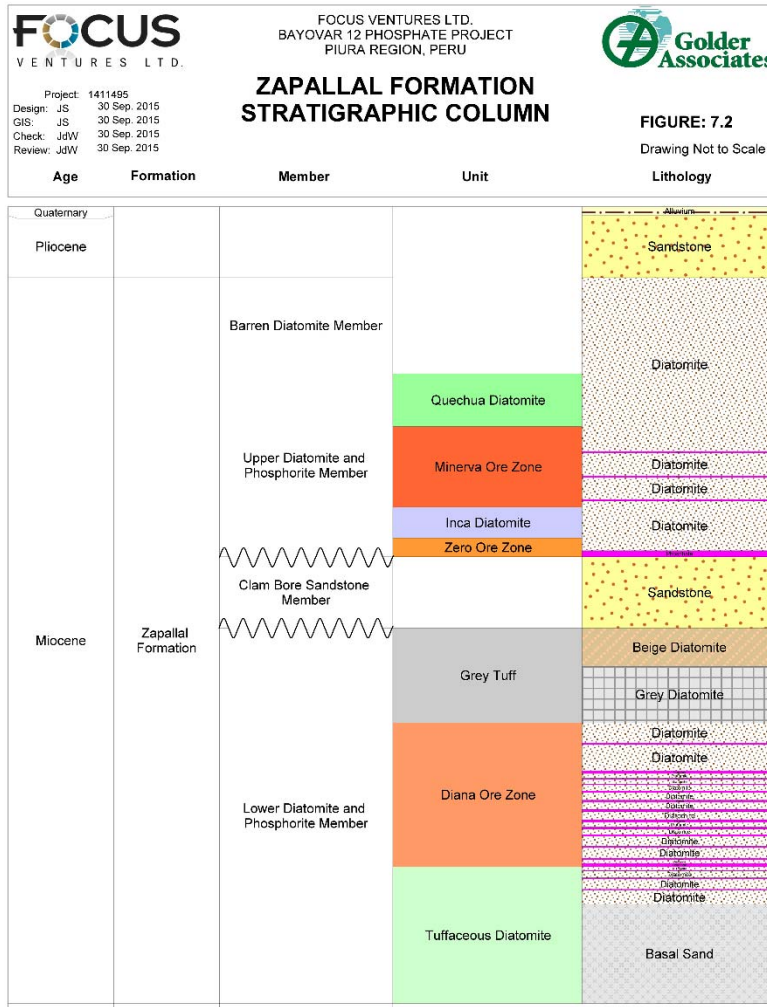 FOCUS
VENTURES LTD.
FOCUS VENTURES LTD.
BAYOVAR 12 PHOSPHATE PROJECT
PIURA REGION, PERU
Golder
Associates
ZAPALLAL FORMATION
STRATIGRAPHIC COLUMN
Project: 1411495
Design: JS 30 Sep. 2015
GIS: JS 30 Sep. 2015
Check: JdW 30 Sep. 2015
Review: JdW 30 Sep. 2015
FIGURE: 7.2
Drawing Not to Scale
Age Formation Member Unit Lithology
Quaternary
Alluvium
Pliocene
Sandstone
Barren Diatomite Member
Diatomite
Quechua Diatomite
Upper Diatomite and
Phosphorite Member
Minerva Ore Zone
Diatomite
Diatomite
Inca Diatomite
Diatomite
Zero Ore Zone
Clam Bore Sandstone
Member
Sandstone
Miocene
Zapallal
Formation
Beige Diatomite
Grey Tuff
Grey Diatomite
Diatomite
Diatomite
Lower Diatomite and
Phosphorite Member
Diana Ore Zone
Diatomite
Diatomite
Diatomite
Diatomite
Diatomite
Diatomite
Diatomite
Diatomite
Diatomite
Tuffaceous Diatomite
Basal Sand